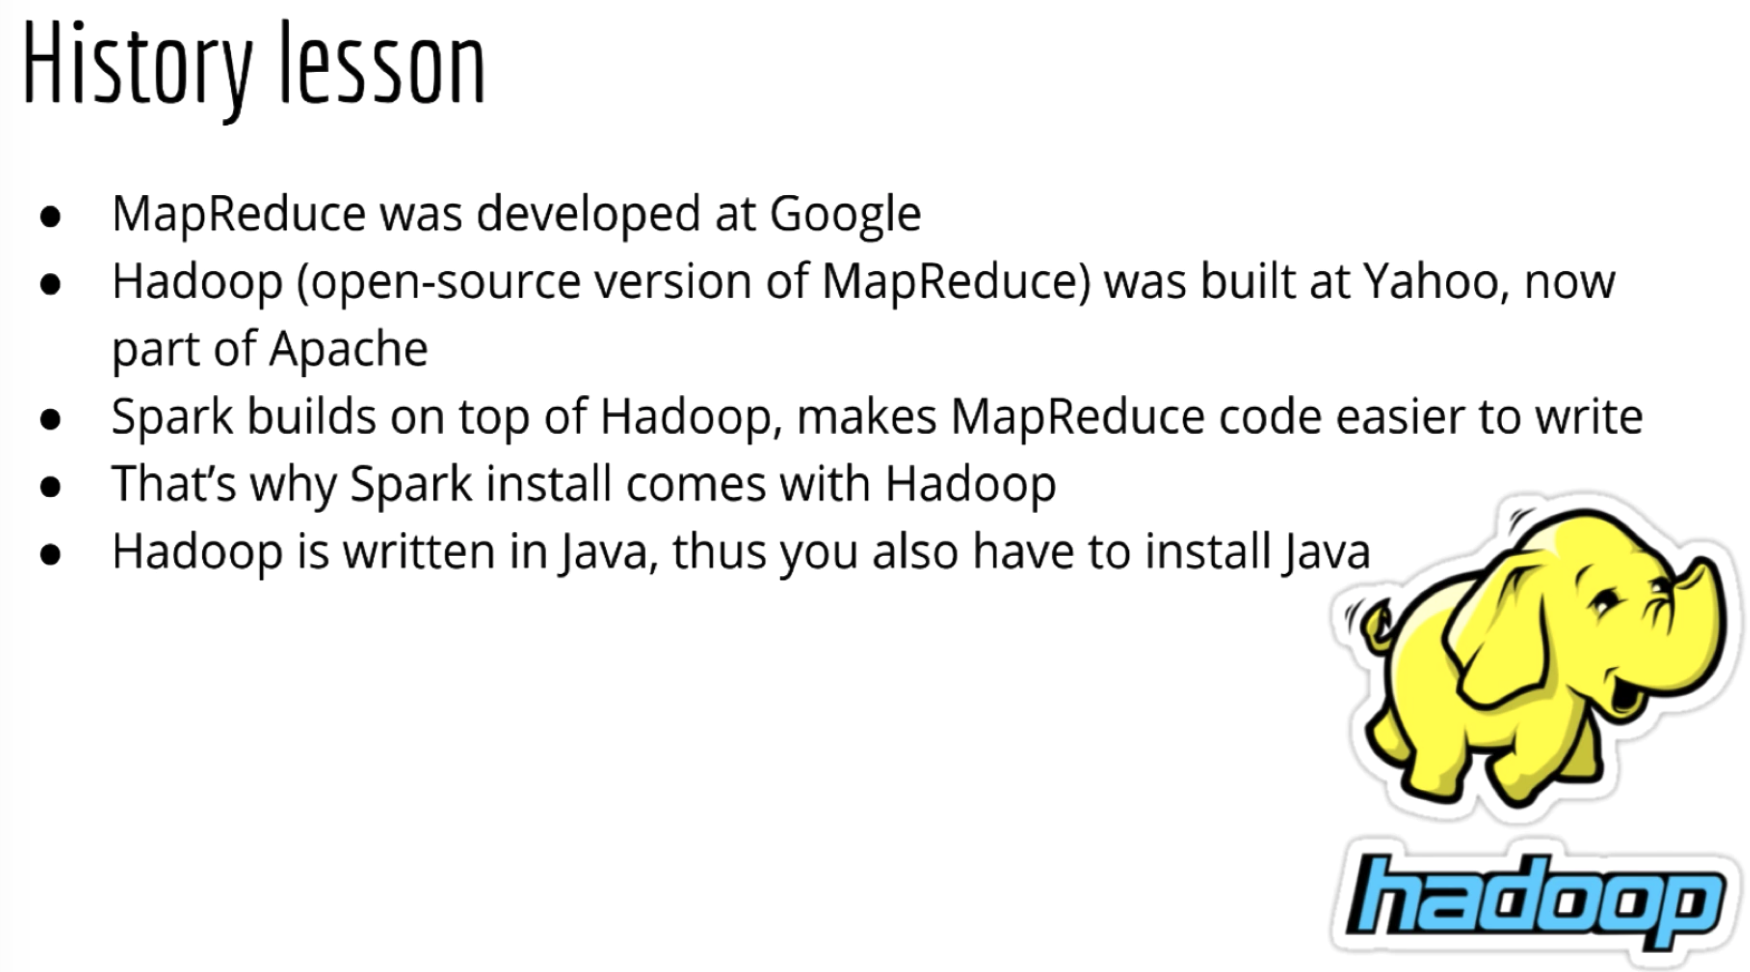 History lesson
● MapReduce was developed at Google
● Hadoop (open-source version of MapReduce) was built at Yahoo, now
part of Apache
● Spark builds on top of Hadoop, makes MapReduce code easier to write
● That’s why Spark install comes with Hadoop
● Hadoop is written in Java, thus you also have to install Java
hadoop